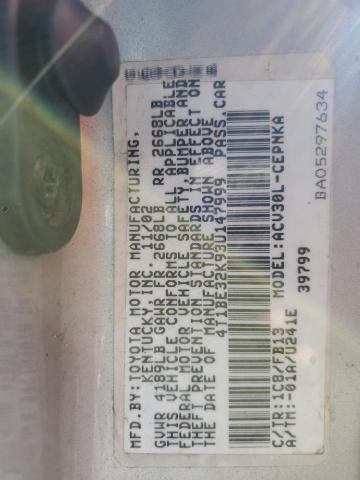 MFD.BY:TOYOTA MOTOR MANUFACTURING,
KENTUCKY,INC. 11/02
GVWR 4189LB GAWR FR 2668LB RR 2668LB
THIS VEHICLE CONFORMS TO ALL APPLICABLE
FEDERAL MOTOR VEHICLE SAFETY,BUMPER,AND
THEFT PREVENTION STANDARDS IN EFFECT ON
THE DATE OF MANUFACTURE SHOWN ABOVE.
4T1BE32K93U147999 PASS.CAR
C/TR:1C8/FB13 MODEL:ACV30L-CEPNKA
A/TM:-01A/U241E 39799
BA05297634